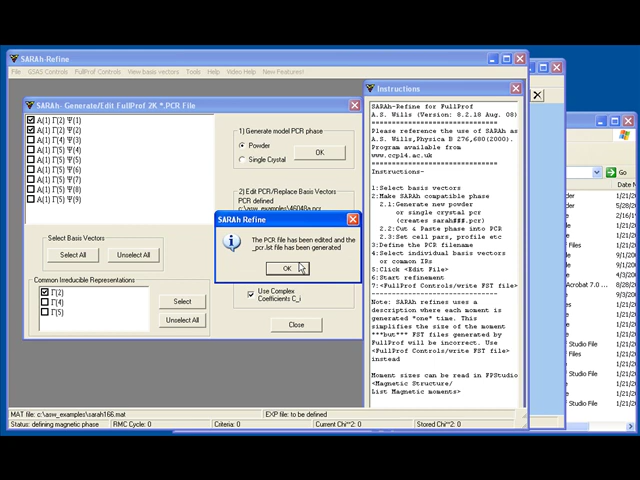 SARAh-Refine
File GSAS Controls FullProf Controls View basis vectors Tools Help Video Help New Features!
SARAh- Generate/Edit FullProf 2K *.PCR File
A(1) Γ(2) Ψ(1)
A(1) Γ(2) Ψ(2)
A(1) Γ(4) Ψ(3)
A(1) Γ(5) Ψ(4)
A(1) Γ(5) Ψ(5)
A(1) Γ(5) Ψ(6)
A(1) Γ(5) Ψ(7)
A(1) Γ(5) Ψ(8)
A(1) Γ(5) Ψ(9)
1) Generate model PCR phase
Powder
Single Crystal
OK
2) Edit PCR/Replace Basis Vectors
PCR defined
c:\asw_examples\46048a.pcr
Select Basis Vectors
Select All
Unselect All
Common Irreducible Representations
Γ(2)
Γ(4)
Γ(5)
Select
Unselect All
Use Complex
Coefficients C_i
Close
SARAh Refine
The PCR file has been edited and the
_pcr.lst file has been generated
OK
Instructions
SARAh-Refine for FullProf
A.S. Wills (Version: 8.2.18 Aug. 08)
====================================
Please reference the use of SARAh as
A.S. Wills,Physica B 276,680(2000).
Program available from
www.ccpl4.ac.uk
====================================
Instructions-
1:Select basis vectors
2:Make SARAh compatible phase
2.1:Generate new powder
or single crystal pcr
(creates sarah###.pcr)
2.2:Cut & Paste phase into PCR
2.3:Set cell pars, profile etc
3:Define the PCR filename
4:Select individual basis vectors
or common IRs
5:Click <Edit File>
6:Start refinement
7:<FullProf Controls/write FST file>
====================================
Note: SARAh refines uses a
description where each moment is
generated "one" time. This
simplifies the size of the moment
***but*** FST files generated by
FullProf will be incorrect. Use
<FullProf Controls/write FST file>
instead
Moment sizes can be read in FPStudio
<Magnetic Structure/
List Magnetic moments>
Go
MAT file: c:\asw_examples\sarah166.mat
EXP file: to be defined
Status: defining magnetic phase
RMC Cycle: 0
Criteria: 0
Current Chi**2: 0
Stored Chi**2: 0